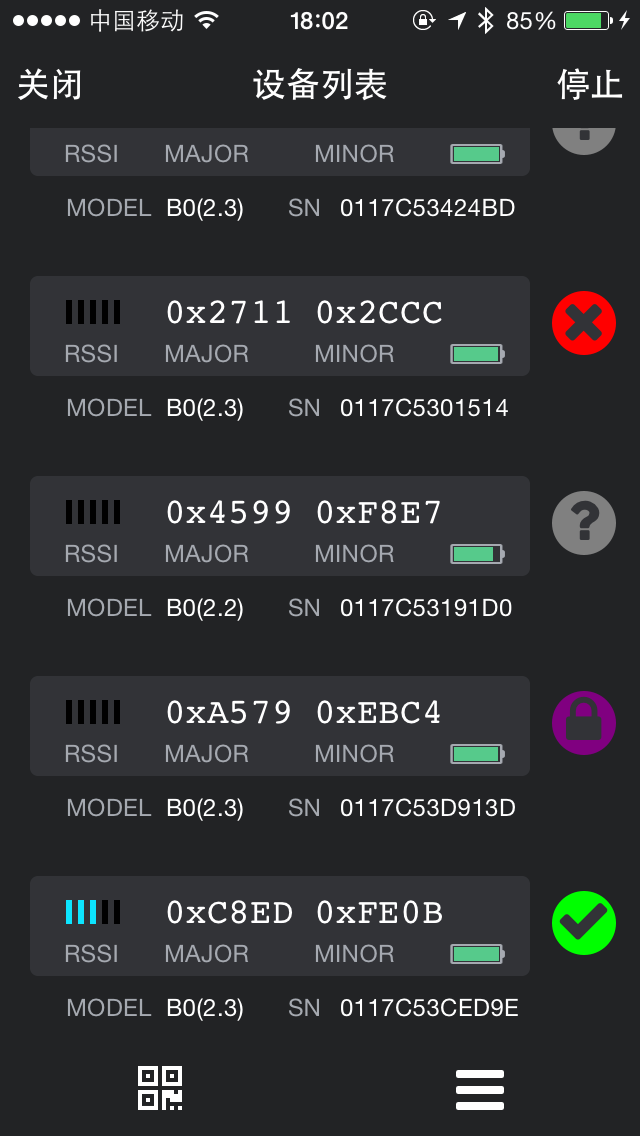 中国移动 18:02 85%
关闭 设备列表 停止
RSSI MAJOR MINOR
MODEL B0(2.3) SN 0117C53424BD
0x2711 0x2CCC
RSSI MAJOR MINOR
MODEL B0(2.3) SN 0117C5301514
0x4599 0xF8E7
RSSI MAJOR MINOR
MODEL B0(2.2) SN 0117C53191D0
0xA579 0xEBC4
RSSI MAJOR MINOR
MODEL B0(2.3) SN 0117C53D913D
0xC8ED 0xFE0B
RSSI MAJOR MINOR
MODEL B0(2.3) SN 0117C53CED9E